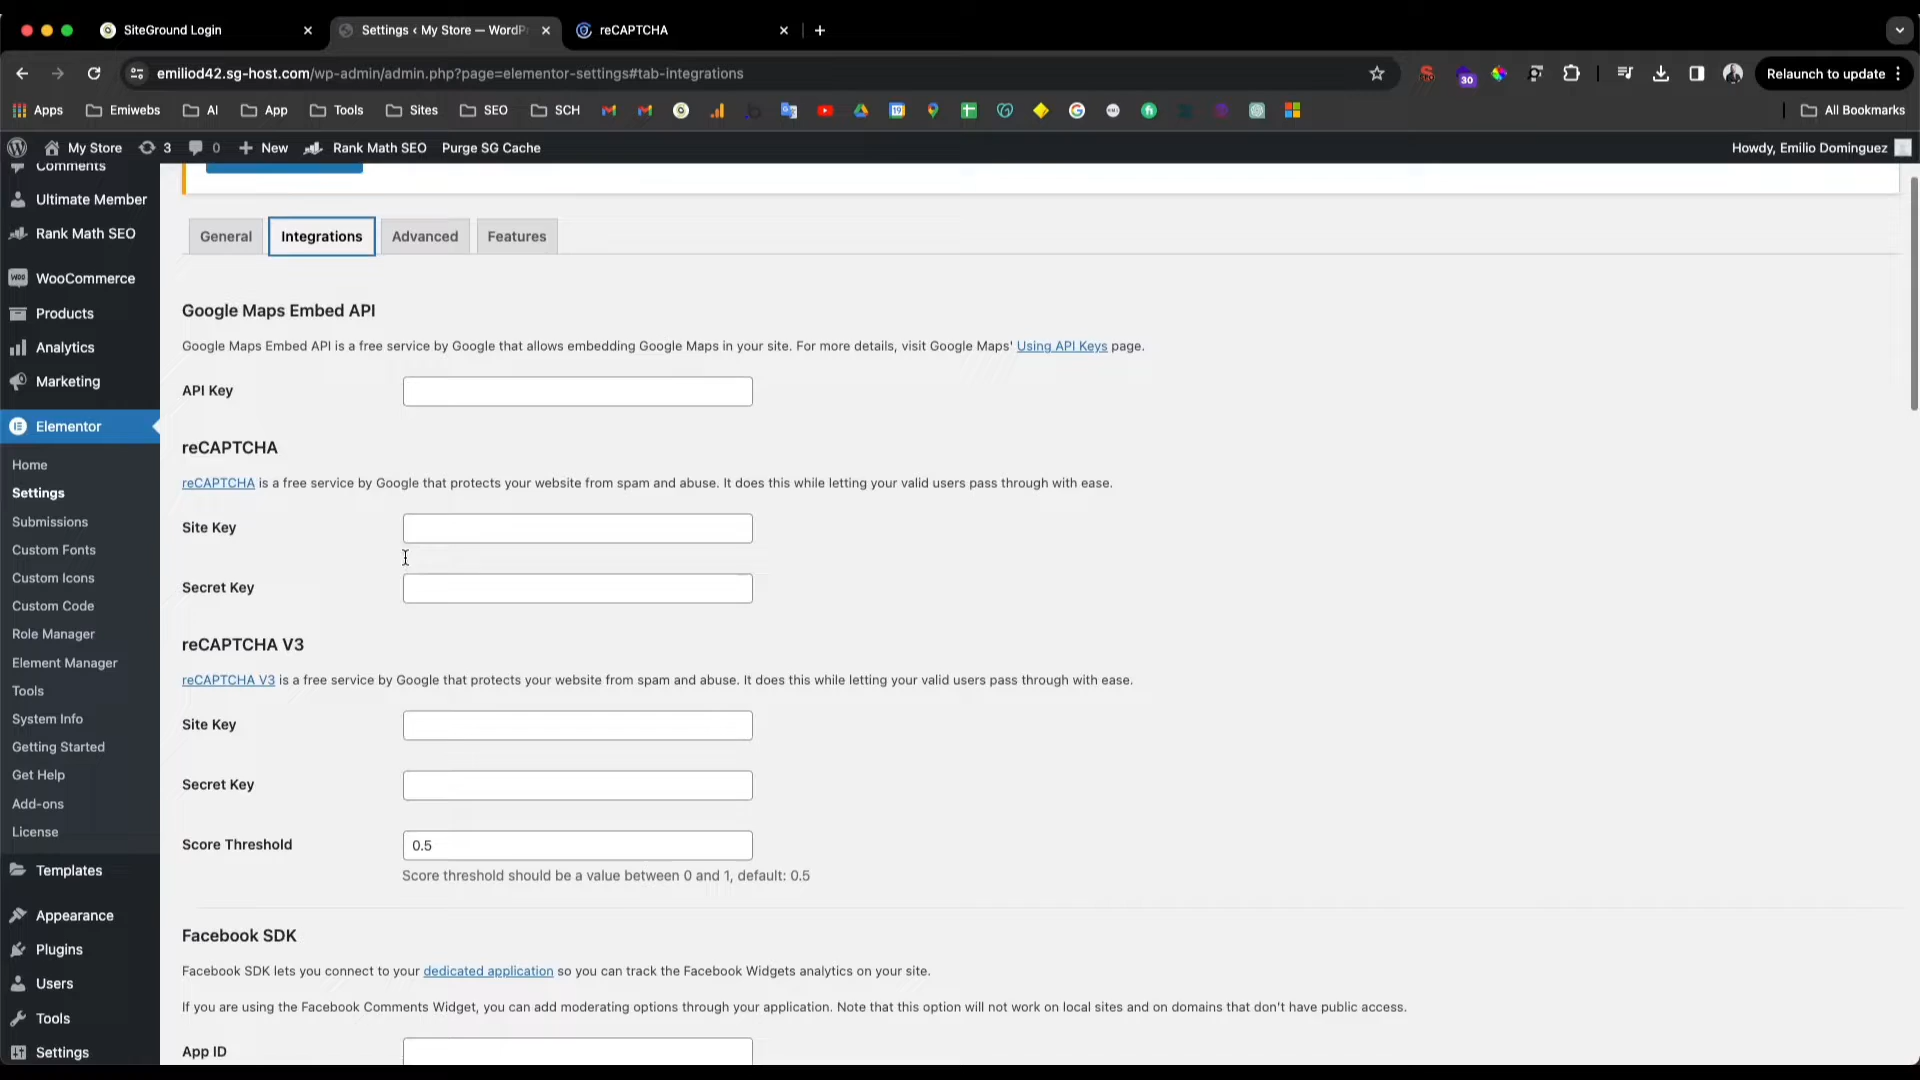 SiteGround Login
Settings ‹ My Store — WordPr
reCAPTCHA
emiliod42.sg-host.com/wp-admin/admin.php?page=elementor-settings#tab-integrations
30
Relaunch to update
Apps
Emiwebs
AI
App
Tools
Sites
SEO
SCH
19
All Bookmarks
My Store
3
0
New
Rank Math SEO
Purge SG Cache
Howdy, Emilio Dominguez
Comments
Ultimate Member
Rank Math SEO
WooCommerce
Products
Analytics
Marketing
Elementor
Home
Settings
Submissions
Custom Fonts
Custom Icons
Custom Code
Role Manager
Element Manager
Tools
System Info
Getting Started
Get Help
Add-ons
License
Templates
Appearance
Plugins
Users
Tools
Settings
General
Integrations
Advanced
Features
Google Maps Embed API
Google Maps Embed API is a free service by Google that allows embedding Google Maps in your site. For more details, visit Google Maps' Using API Keys page.
API Key
reCAPTCHA
reCAPTCHA is a free service by Google that protects your website from spam and abuse. It does this while letting your valid users pass through with ease.
Site Key
Secret Key
reCAPTCHA V3
reCAPTCHA V3 is a free service by Google that protects your website from spam and abuse. It does this while letting your valid users pass through with ease.
Site Key
Secret Key
Score Threshold
0.5
Score threshold should be a value between 0 and 1, default: 0.5
Facebook SDK
Facebook SDK lets you connect to your dedicated application so you can track the Facebook Widgets analytics on your site.
If you are using the Facebook Comments Widget, you can add moderating options through your application. Note that this option will not work on local sites and on domains that don't have public access.
App ID